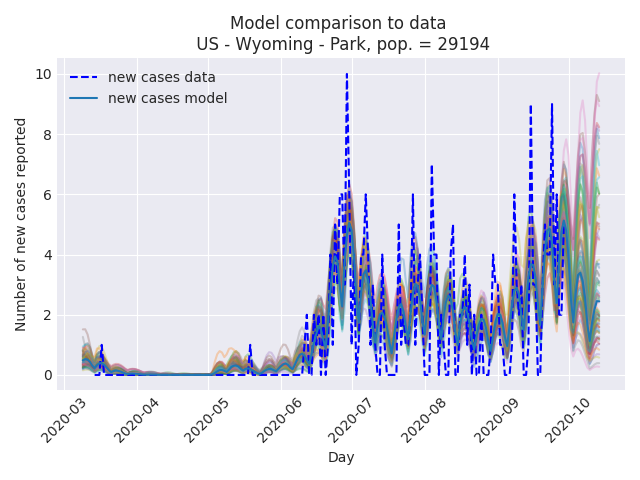 Model comparison to data
US - Wyoming - Park, pop. = 29194
new cases data
new cases model
Number of new cases reported
10
8
6
4
2
0
2020-03
2020-04
2020-05
2020-06
2020-07
2020-08
2020-09
2020-10
Day